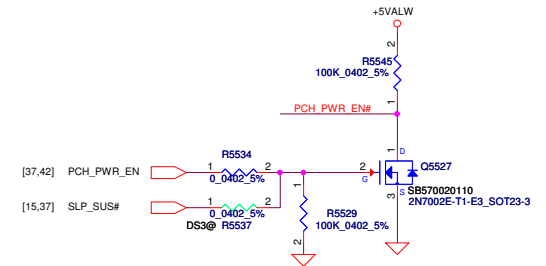 +5VALW
2
R5545
100K_0402_5%
1
PCH_PWR_EN#
1
D
R5534
[37,42] PCH_PWR_EN
1
2
2
G
Q5527
0_0402_5%
S
SB570020110
2N7002E-T1-E3_SOT23-3
3
1
[15,37] SLP_SUS#
1
2
0_0402_5%
DS3@ R5537
R5529
100K_0402_5%
2